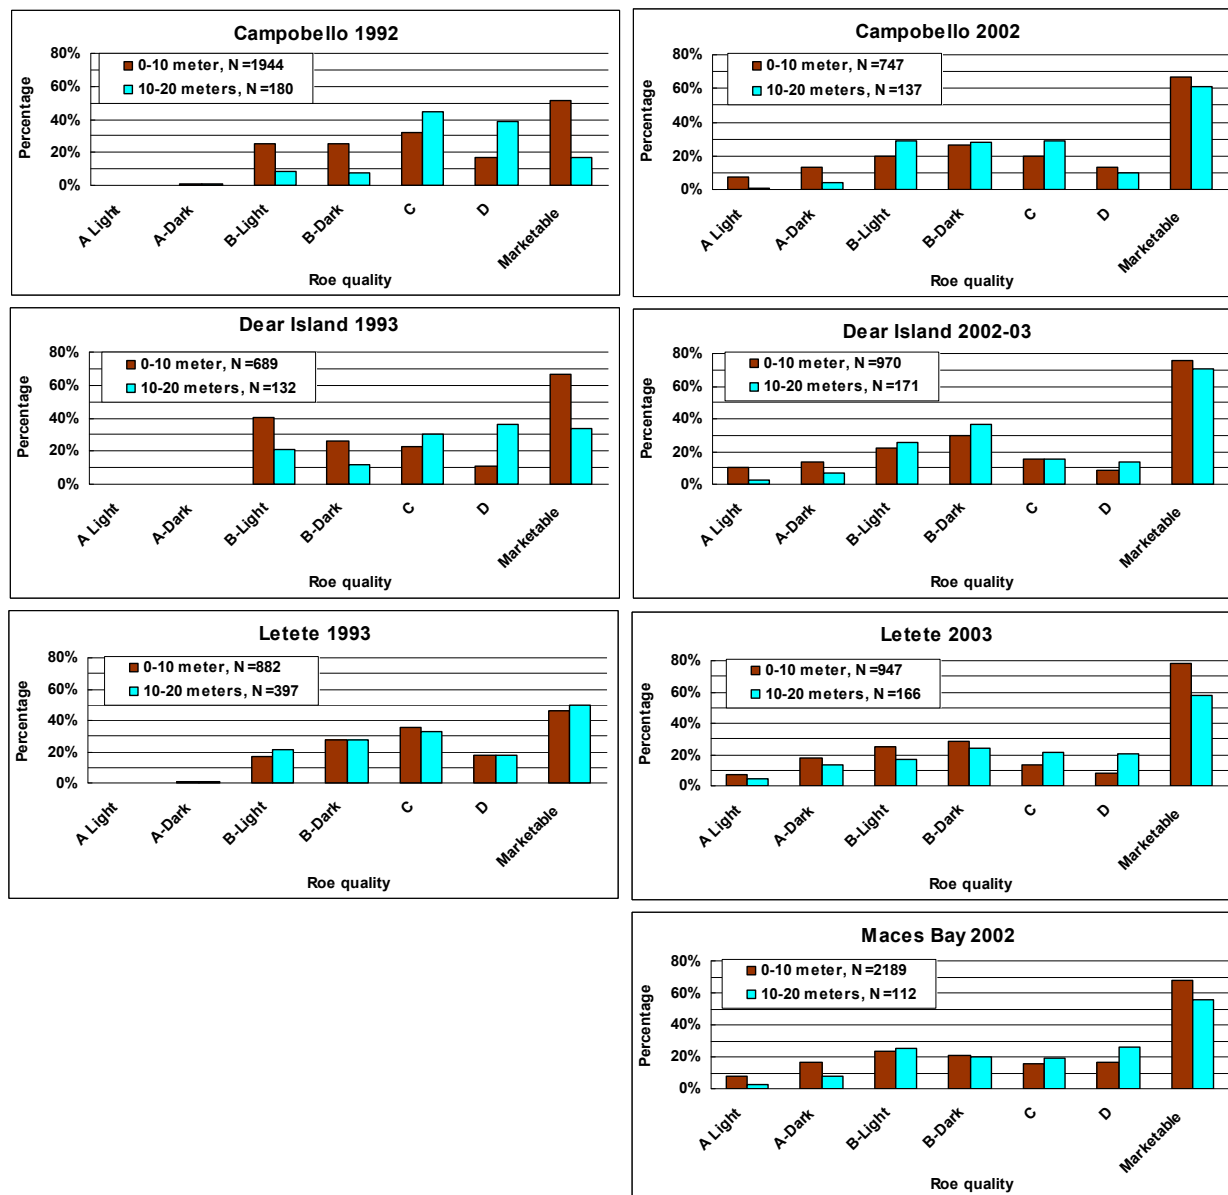 Campobello 1992
Percentage
80%
60%
40%
20%
0%
0-10 meter, N =1944
10-20 meters, N =180
A Light
A-Dark
B-Light
B-Dark
C
D
Marketable
Roe quality
Campobello 2002
Percentage
80%
60%
40%
20%
0%
0-10 meter, N =747
10-20 meters, N =137
A Light
A-Dark
B-Light
B-Dark
C
D
Marketable
Roe quality
Dear Island 1993
Percentage
80%
60%
40%
20%
0%
0-10 meter, N=689
10-20 meters, N =132
A Light
A-Dark
B-Light
B-Dark
C
D
Marketable
Roe quality
Dear Island 2002-03
Percentage
80%
60%
40%
20%
0%
0-10 meter, N =970
10-20 meters, N =171
A Light
A-Dark
B-Light
B-Dark
C
D
Marketable
Roe quality
Letete 1993
Percentage
80%
60%
40%
20%
0%
0-10 meter, N=882
10-20 meters, N =397
A Light
A-Dark
B-Light
B-Dark
C
D
Marketable
Roe quality
Letete 2003
Percentage
80%
60%
40%
20%
0%
0-10 meter, N =947
10-20 meters, N =166
A Light
A-Dark
B-Light
B-Dark
C
D
Marketable
Roe quality
Maces Bay 2002
Percentage
80%
60%
40%
20%
0%
0-10 meter, N =2189
10-20 meters, N =112
A Light
A-Dark
B-Light
B-Dark
C
D
Marketable
Roe quality